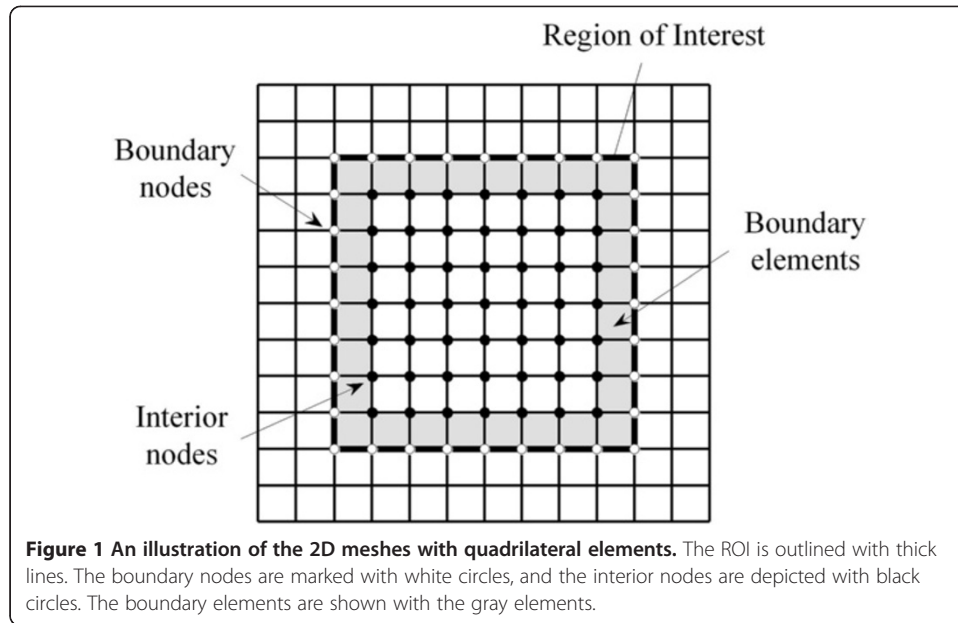 Region of Interest
Boundary
nodes
Boundary
elements
Interior
nodes
Figure 1 An illustration of the 2D meshes with quadrilateral elements. The ROI is outlined with thick
lines. The boundary nodes are marked with white circles, and the interior nodes are depicted with black
circles. The boundary elements are shown with the gray elements.